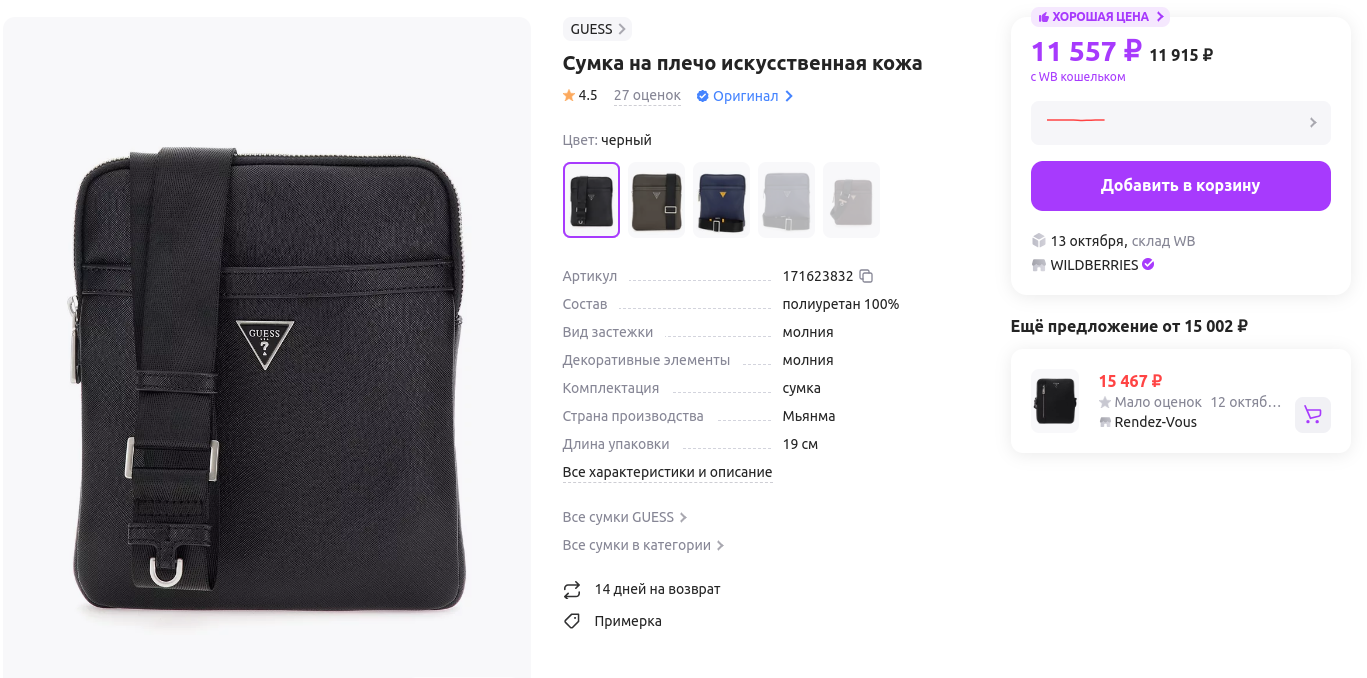 GUESS
?
GUESS
Сумка на плечо искусственная кожа
4.5 27 оценок Оригинал
Цвет: черный
Артикул 171623832
Состав полиуретан 100%
Вид застежки молния
Декоративные элементы молния
Комплектация сумка
Страна производства Мьянма
Длина упаковки 19 см
Все характеристики и описание
Все сумки GUESS
Все сумки в категории
14 дней на возврат
Примерка
ХОРОШАЯ ЦЕНА
11 557 ₽ 11 915 ₽
с WB кошельком
Добавить в корзину
13 октября, склад WB
WILDBERRIES
Ещё предложение от 15 002 ₽
15 467 ₽
Мало оценок 12 октяб...
Rendez-Vous